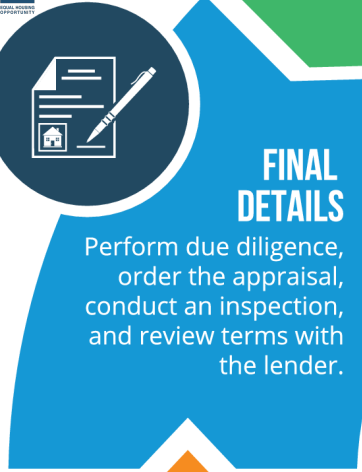 EQUAL HOUSING
OPPORTUNITY
FINAL
DETAILS
Perform due diligence,
order the appraisal,
conduct an inspection,
and review terms with
the lender.